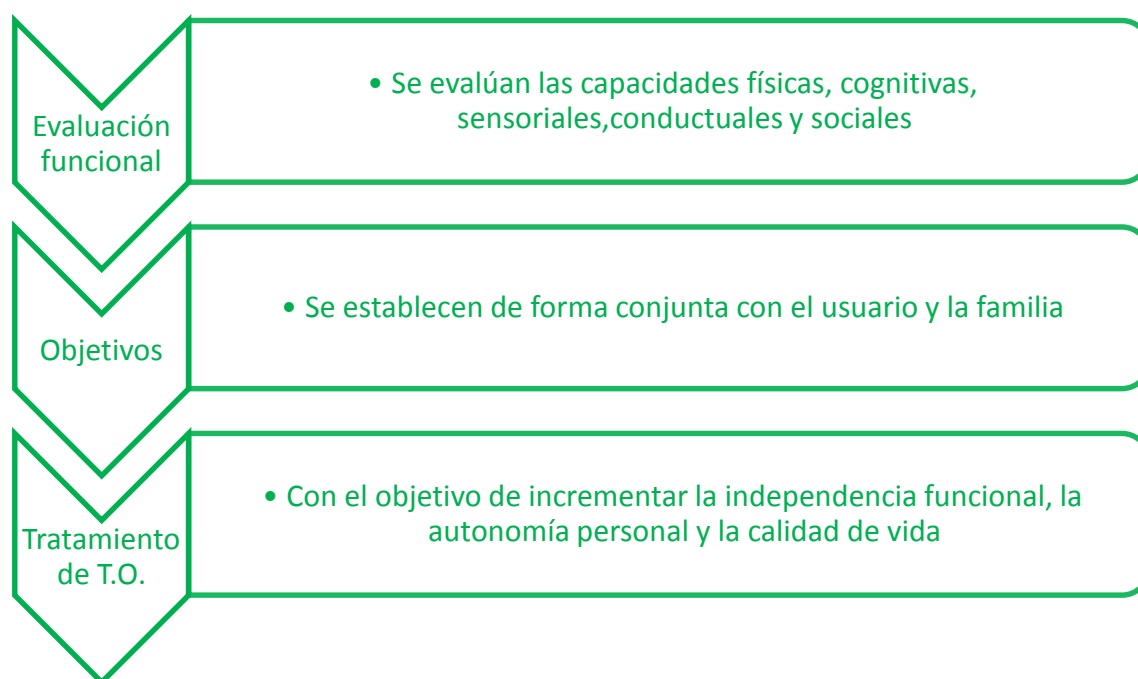 Evaluación
funcional
• Se evalúan las capacidades físicas, cognitivas,
sensoriales,conductuales y sociales
Objetivos
• Se establecen de forma conjunta con el usuario y la familia
Tratamiento
de T.O.
• Con el objetivo de incrementar la independencia funcional, la
autonomía personal y la calidad de vida